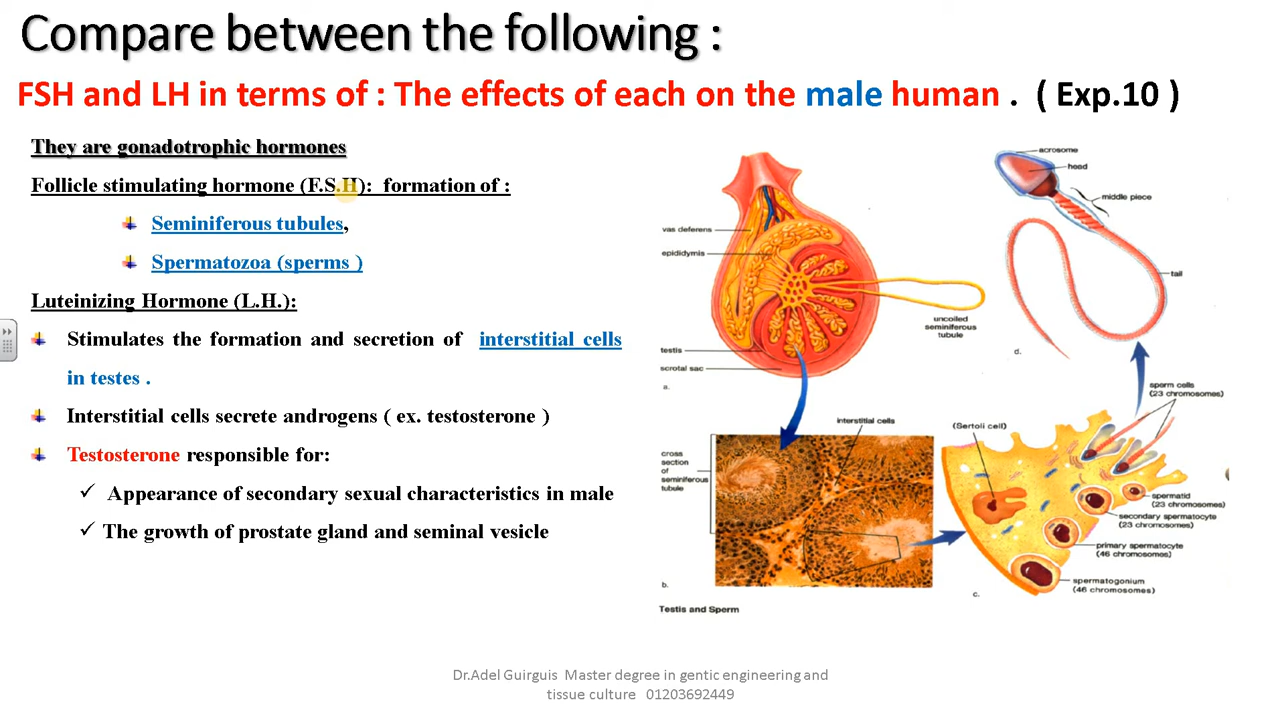 Compare between the following :
FSH and LH in terms of : The effects of each on the male human . ( Exp.10 )
They are gonadotrophic hormones
Follicle stimulating hormone (F.S.H): formation of :
Seminiferous tubules,
Spermatozoa (sperms )
Luteinizing Hormone (L.H.):
Stimulates the formation and secretion of interstitial cells
in testes .
Interstitial cells secrete androgens ( ex. testosterone )
Testosterone responsible for:
✓ Appearance of secondary sexual characteristics in male
✓ The growth of prostate gland and seminal vesicle
acrosome
head
middle piece
tail
d.
vas deferens
epididymis
uncoiled
seminiferous
tubule
testis
scrotal sac
a.
interstitial cells
cross
section
of
seminiferous
tubule
b.
(Sertoli cell)
sperm cells
(23 chromosomes)
spermatid
(23 chromosomes)
secondary spermatocyte
(23 chromosomes)
primary spermatocyte
(46 chromosomes)
spermatogonium
(46 chromosomes)
c.
Testis and Sperm
Dr.Adel Guirguis Master degree in gentic engineering and
tissue culture 01203692449